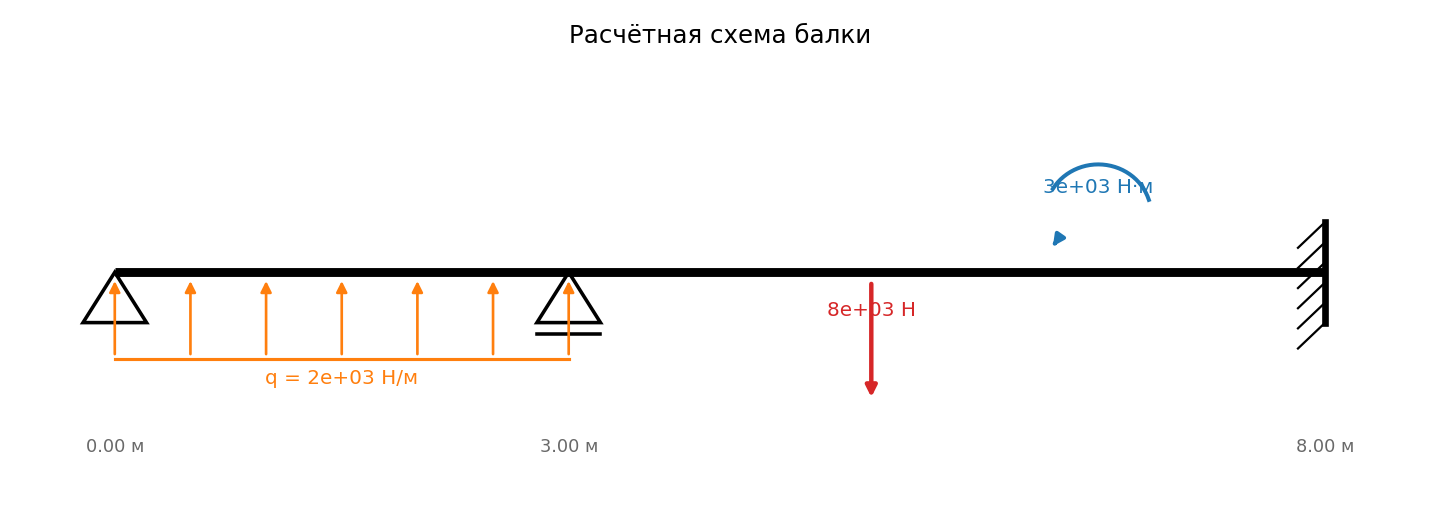 Расчётная схема балки
3e+03 Н·м
8e+03 Н
q = 2e+03 Н/м
0.00 м
3.00 м
8.00 м